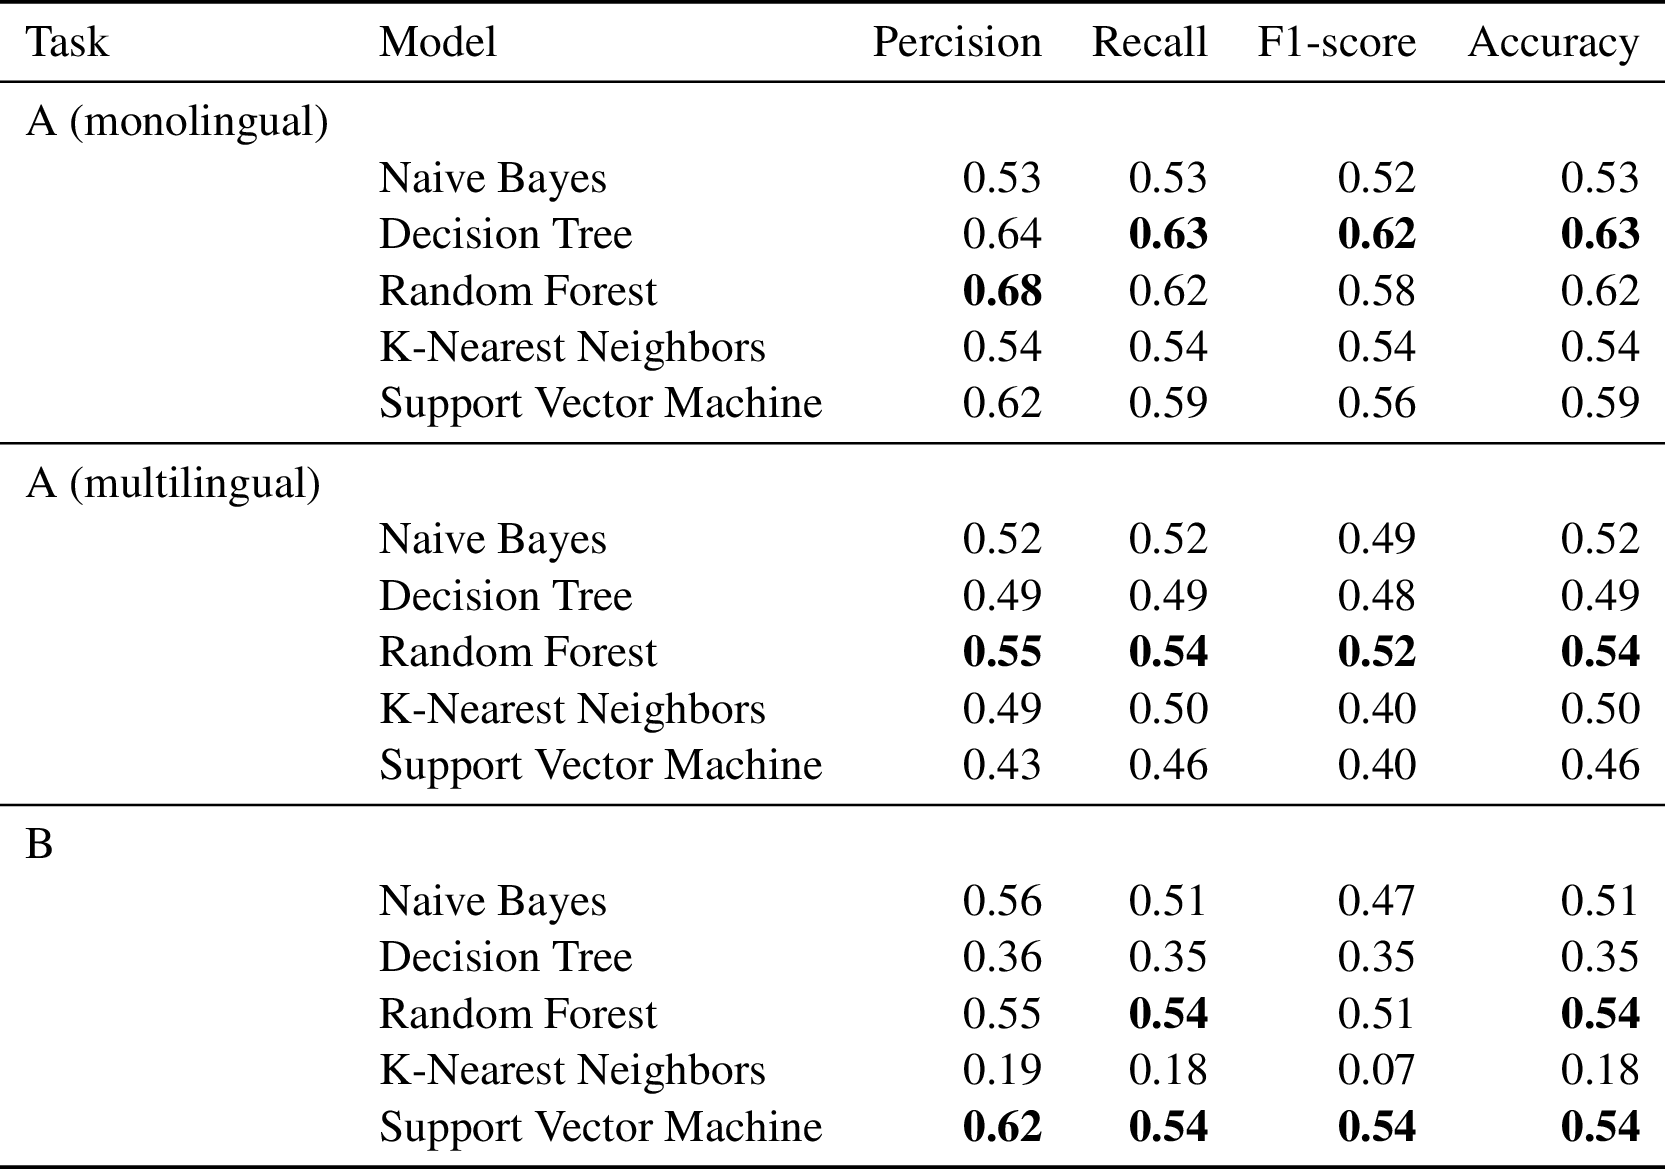 Task Model Percision Recall F1-score Accuracy
A (monolingual)
Naive Bayes 0.53 0.53 0.52 0.53
Decision Tree 0.64 0.63 0.62 0.63
Random Forest 0.68 0.62 0.58 0.62
K-Nearest Neighbors 0.54 0.54 0.54 0.54
Support Vector Machine 0.62 0.59 0.56 0.59
A (multilingual)
Naive Bayes 0.52 0.52 0.49 0.52
Decision Tree 0.49 0.49 0.48 0.49
Random Forest 0.55 0.54 0.52 0.54
K-Nearest Neighbors 0.49 0.50 0.40 0.50
Support Vector Machine 0.43 0.46 0.40 0.46
B
Naive Bayes 0.56 0.51 0.47 0.51
Decision Tree 0.36 0.35 0.35 0.35
Random Forest 0.55 0.54 0.51 0.54
K-Nearest Neighbors 0.19 0.18 0.07 0.18
Support Vector Machine 0.62 0.54 0.54 0.54